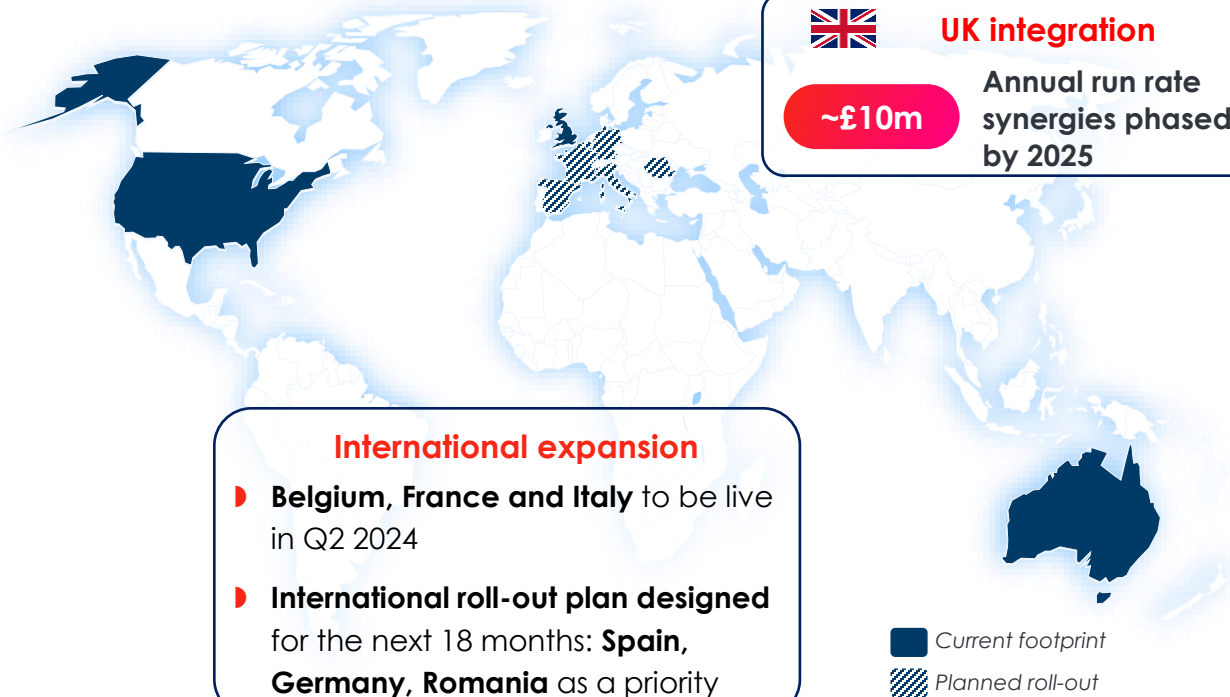 UK integration
~£10m
Annual run rate
synergies phased
by 2025
International expansion
Belgium, France and Italy to be live
in Q2 2024
International roll-out plan designed
for the next 18 months: Spain,
Germany, Romania as a priority
Current footprint
Planned roll-out